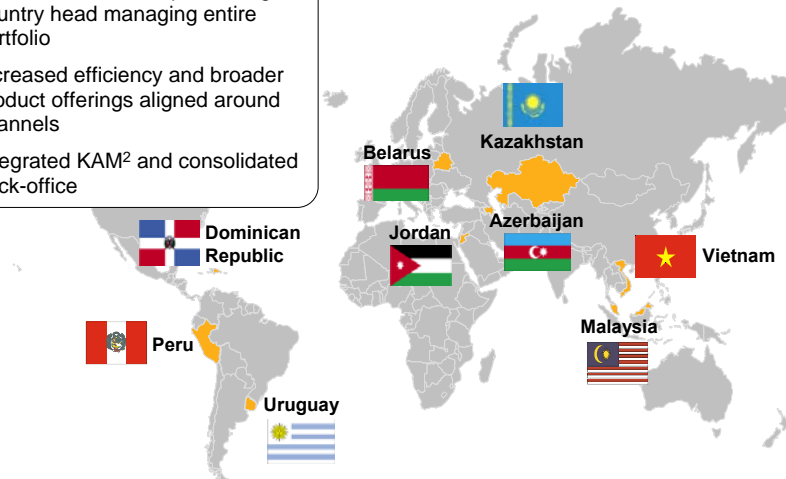 untry head managing entire
rtfolio
creased efficiency and broader
oduct offerings aligned around
annels
egrated KAM2 and consolidated
ck-office
Kazakhstan
Belarus
Azerbaijan
Dominican
Republic
Jordan
Vietnam
Malaysia
Peru
Uruguay